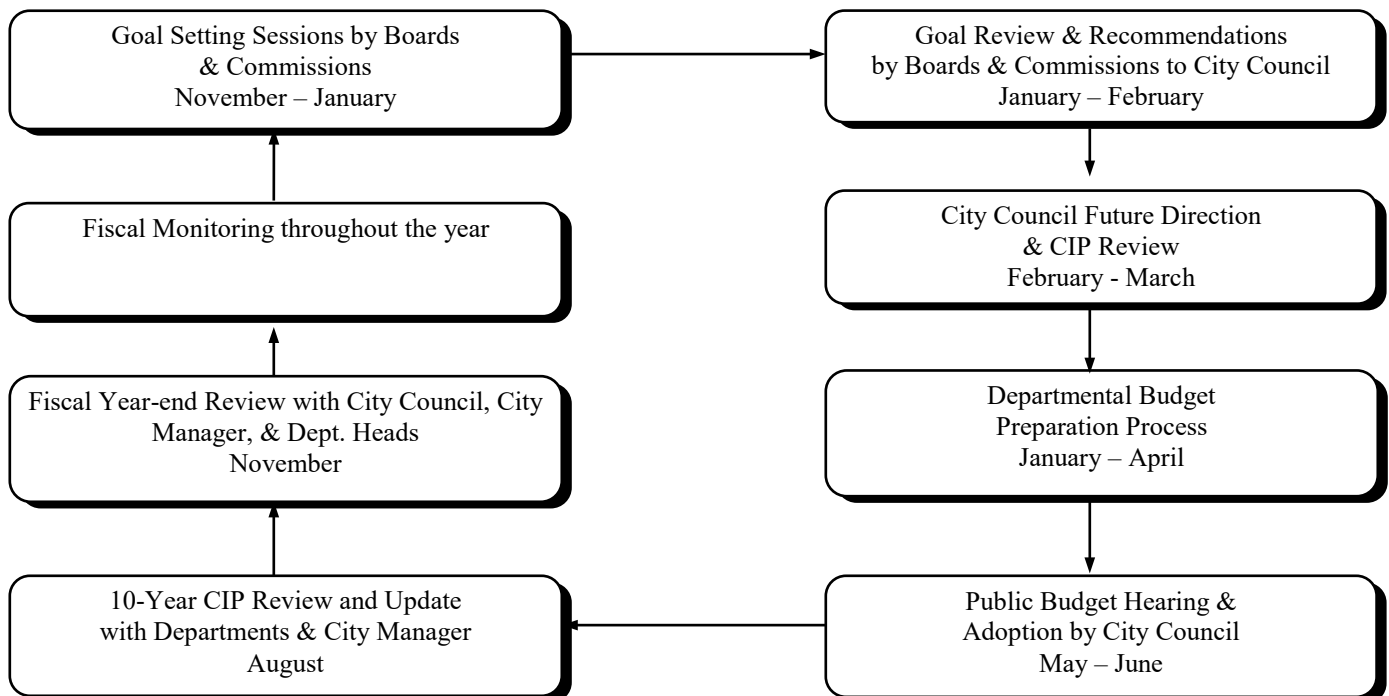 Goal Setting Sessions by Boards
& Commissions
November – January
Goal Review & Recommendations
by Boards & Commissions to City Council
January – February
City Council Future Direction
& CIP Review
February - March
Departmental Budget
Preparation Process
January – April
Public Budget Hearing &
Adoption by City Council
May – June
10-Year CIP Review and Update
with Departments & City Manager
August
Fiscal Year-end Review with City Council, City
Manager, & Dept. Heads
November
Fiscal Monitoring throughout the year